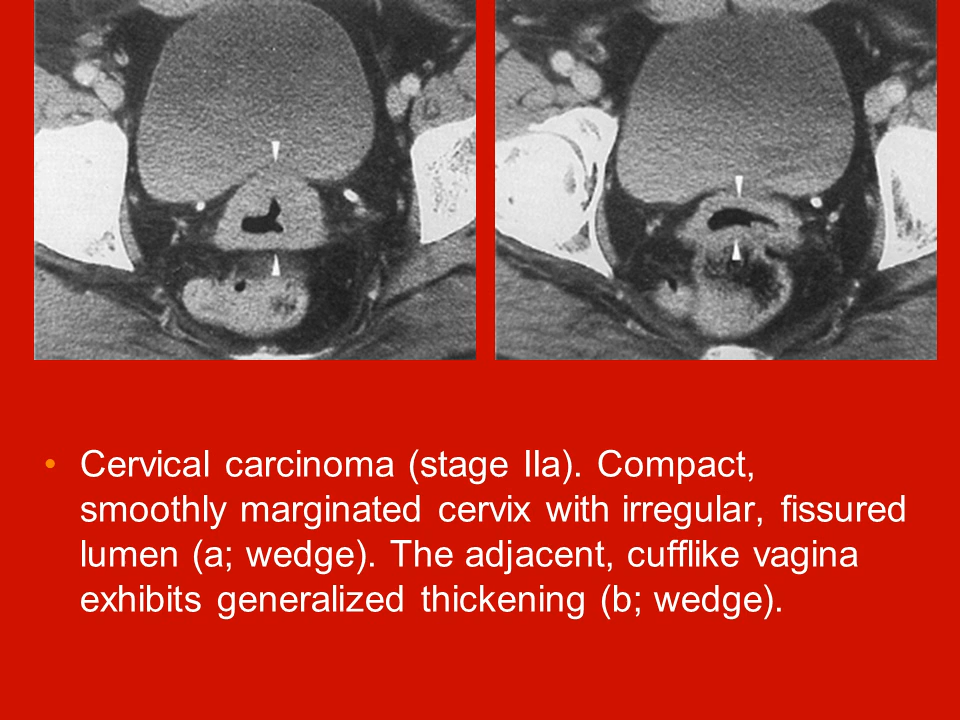 • Cervical carcinoma (stage IIa). Compact,
smoothly marginated cervix with irregular, fissured
lumen (a; wedge). The adjacent, cufflike vagina
exhibits generalized thickening (b; wedge).